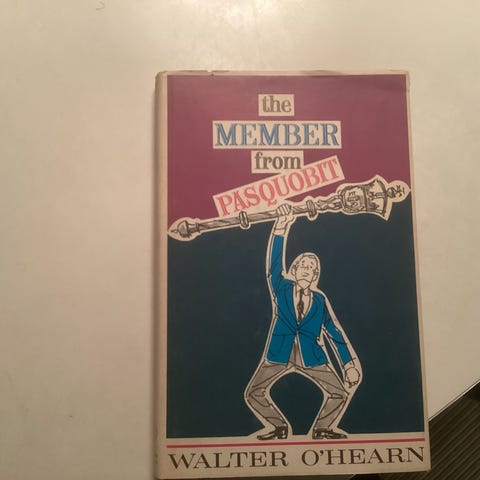 the
MEMBER
from
PASQUOBIT
WALTER O'HEARN